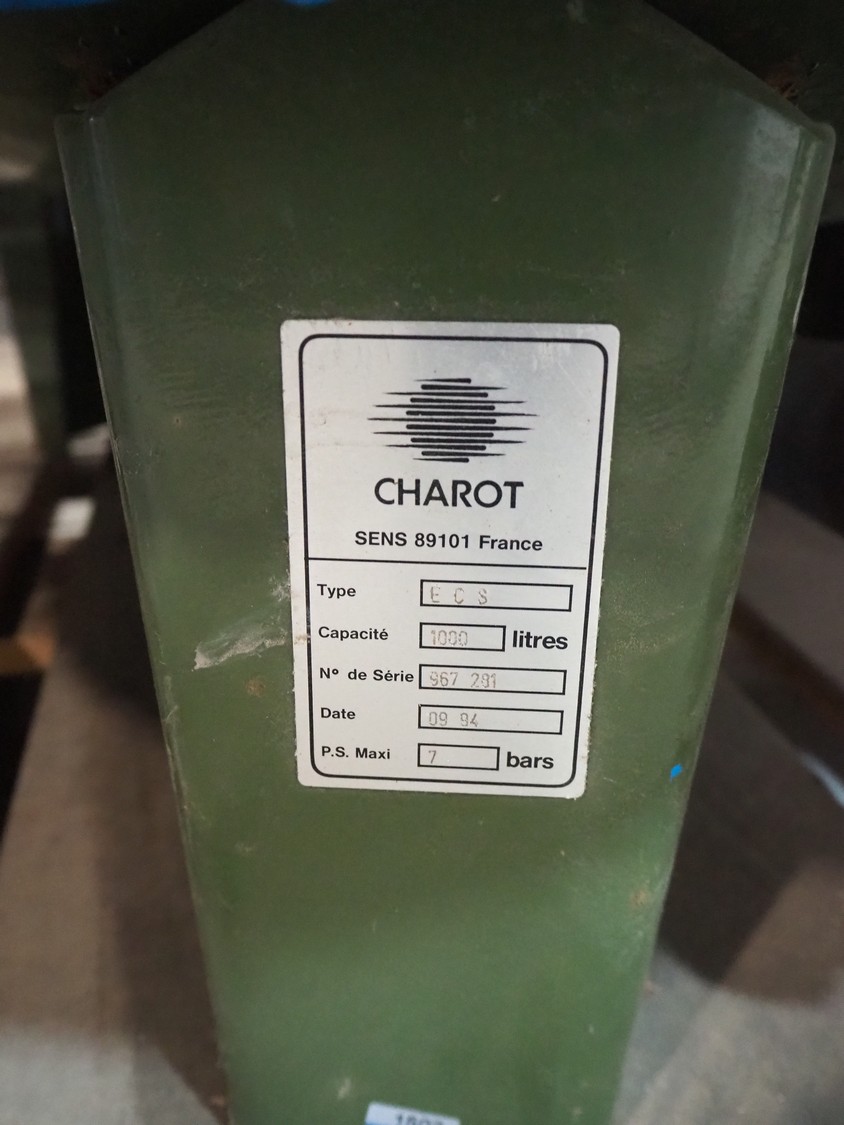 CHAROT
SENS 89101 France
Type E C S
Capacité 1000 litres
N° de Série 967 281
Date 09 94
P.S. Maxi 7 bars